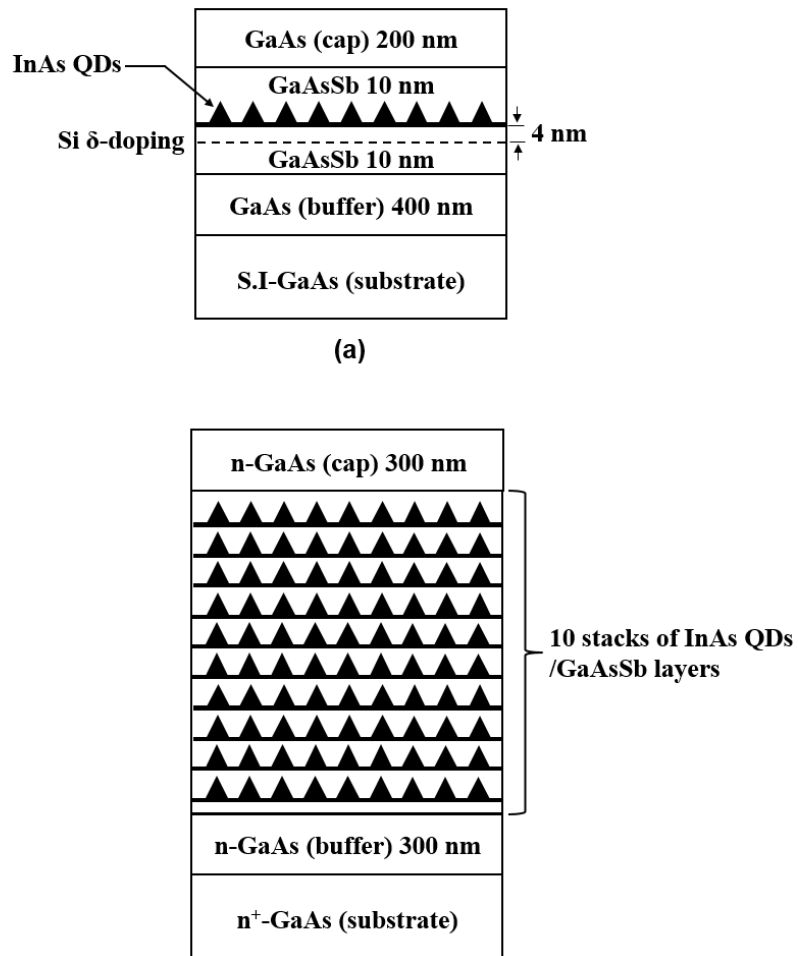 GaAs (cap) 200 nm
InAs QDs
GaAsSb 10 nm
4 nm
Si δ-doping
GaAsSb 10 nm
GaAs (buffer) 400 nm
S.I-GaAs (substrate)
(a)
n-GaAs (cap) 300 nm
10 stacks of InAs QDs
/GaAsSb layers
n-GaAs (buffer) 300 nm
n⁺-GaAs (substrate)